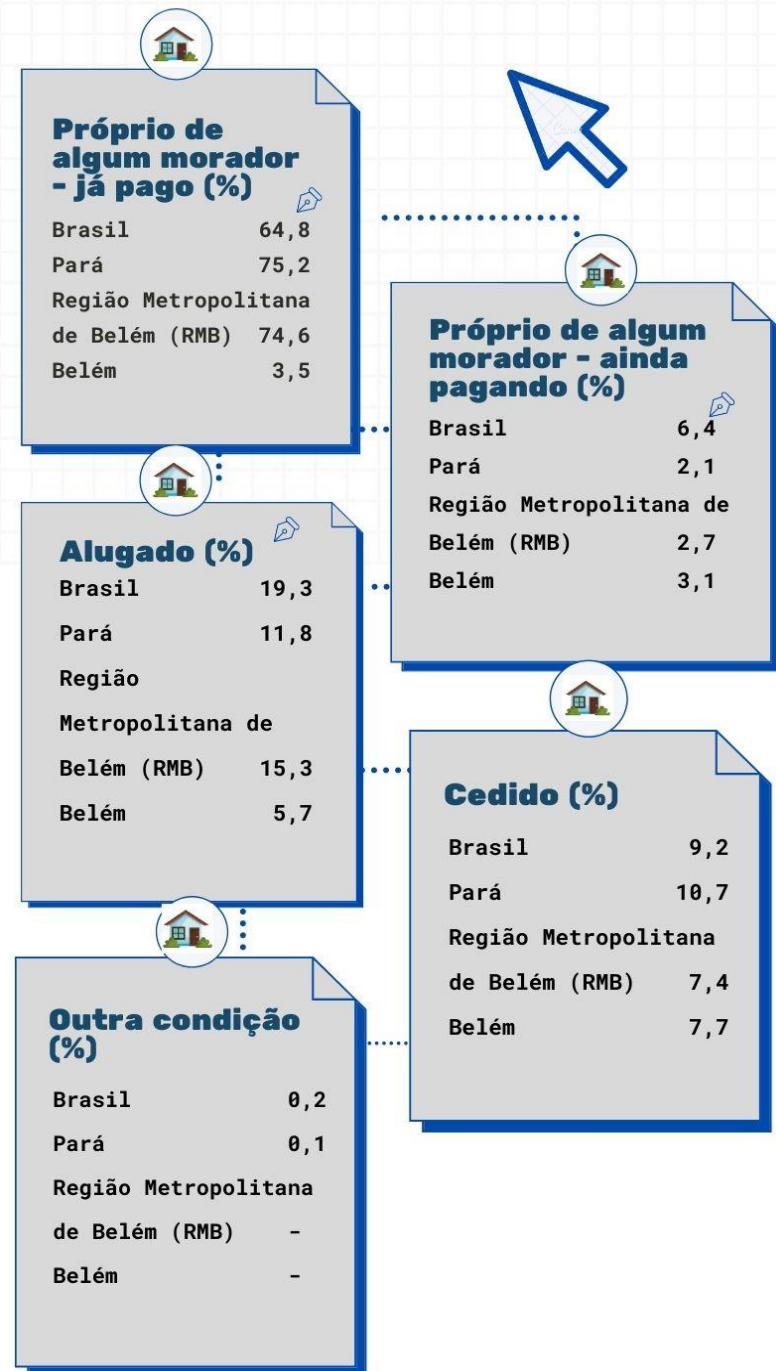 Próprio de
algum morador
- já pago (%)
Brasil 64,8
Pará 75,2
Região Metropolitana
de Belém (RMB) 74,6
Belém 3,5
Próprio de algum
morador - ainda
pagando (%)
Brasil 6,4
Pará 2,1
Região Metropolitana de
Belém (RMB) 2,7
Belém 3,1
Alugado (%)
Brasil 19,3
Pará 11,8
Região
Metropolitana de
Belém (RMB) 15,3
Belém 5,7
Cedido (%)
Brasil 9,2
Pará 10,7
Região Metropolitana
de Belém (RMB) 7,4
Belém 7,7
Outra condição
(%)
Brasil 0,2
Pará 0,1
Região Metropolitana
de Belém (RMB) -
Belém -